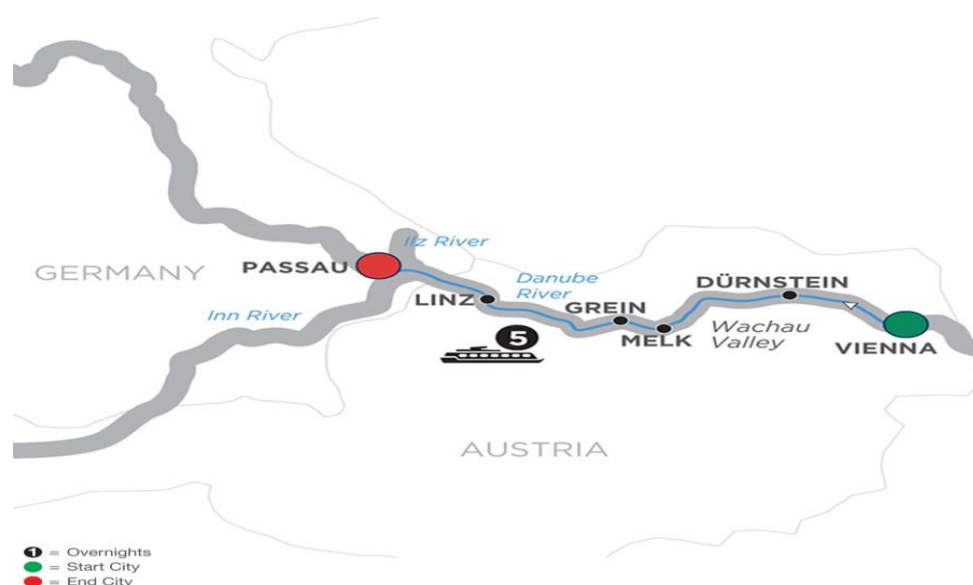 Ilz River
GERMANY
PASSAU
Danube
River
DÜRNSTEIN
LINZ
GREIN
Inn River
MELK
Wachau
Valley
VIENNA
5
AUSTRIA
1 = Overnights
= Start City
= End City